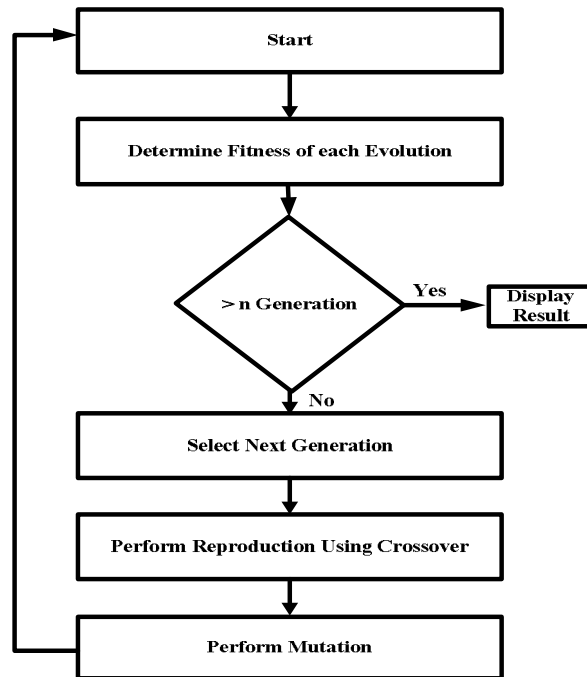 Start
Determine Fitness of each Evolution
> n Generation
Yes
Display
Result
No
Select Next Generation
Perform Reproduction Using Crossover
Perform Mutation